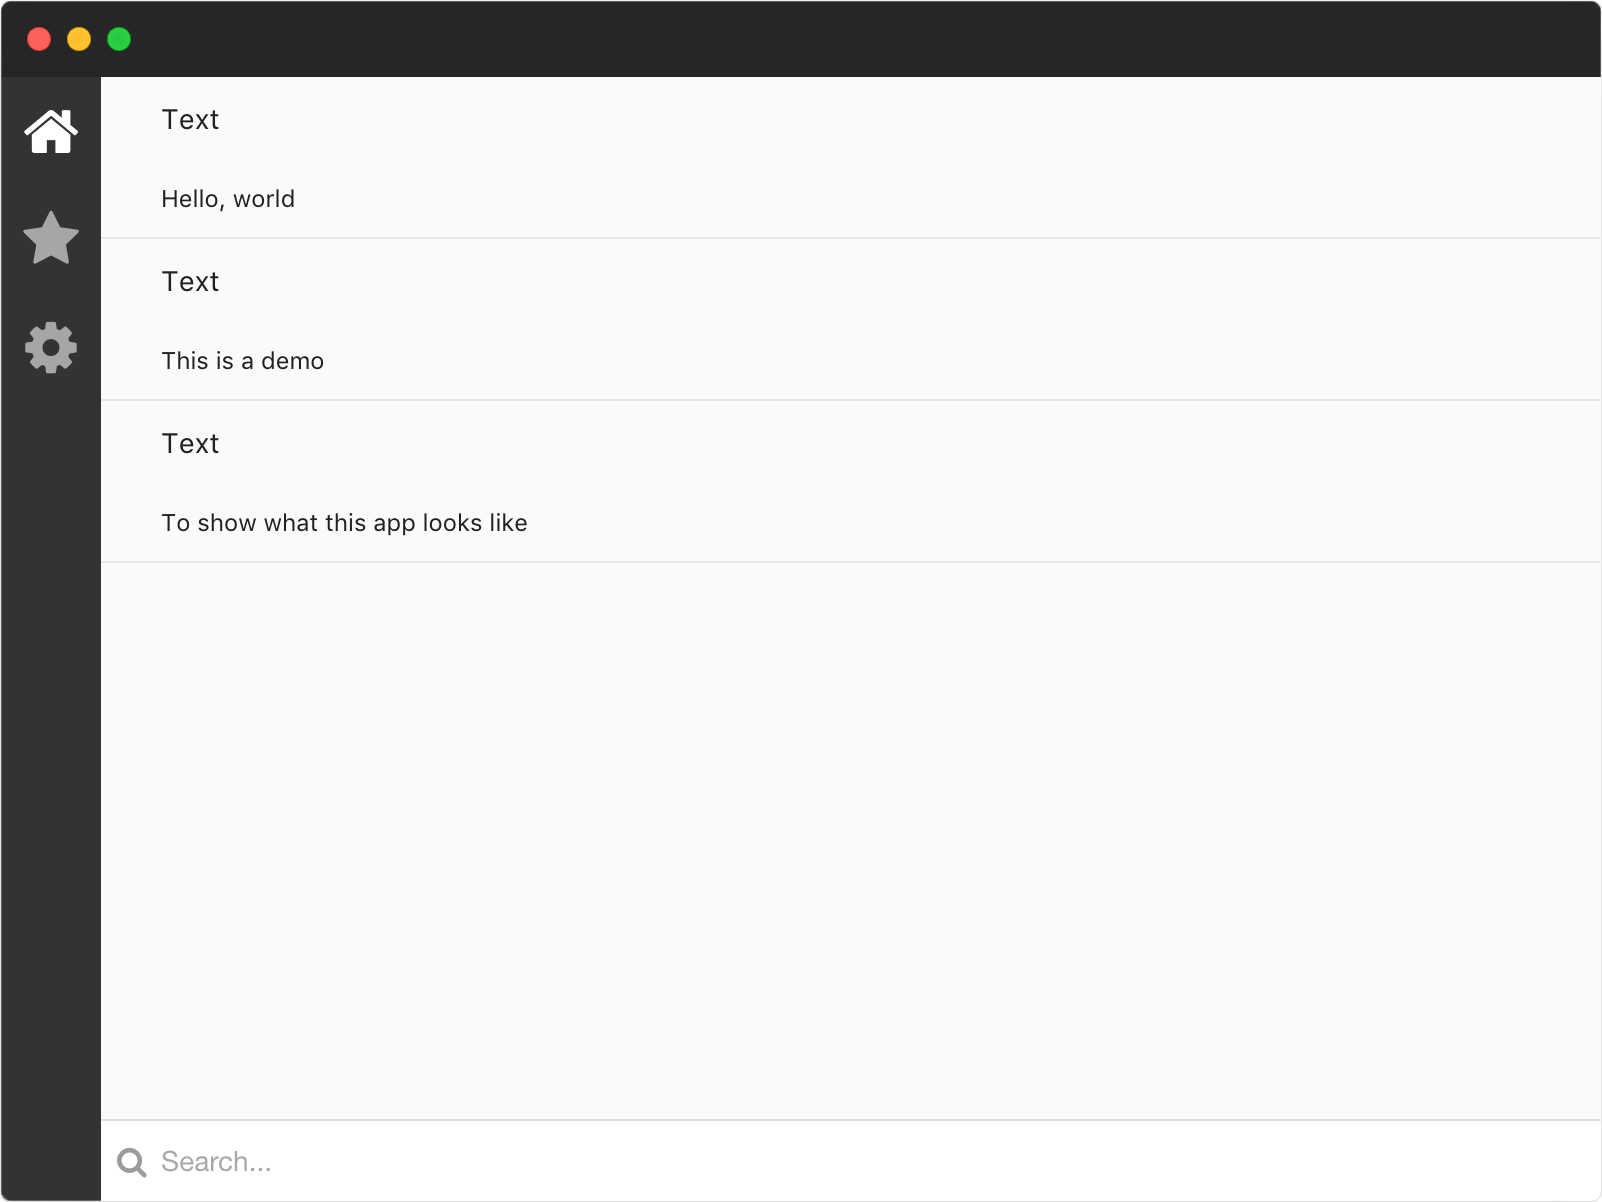 Text
Hello, world
Text
This is a demo
Text
To show what this app looks like
Search...